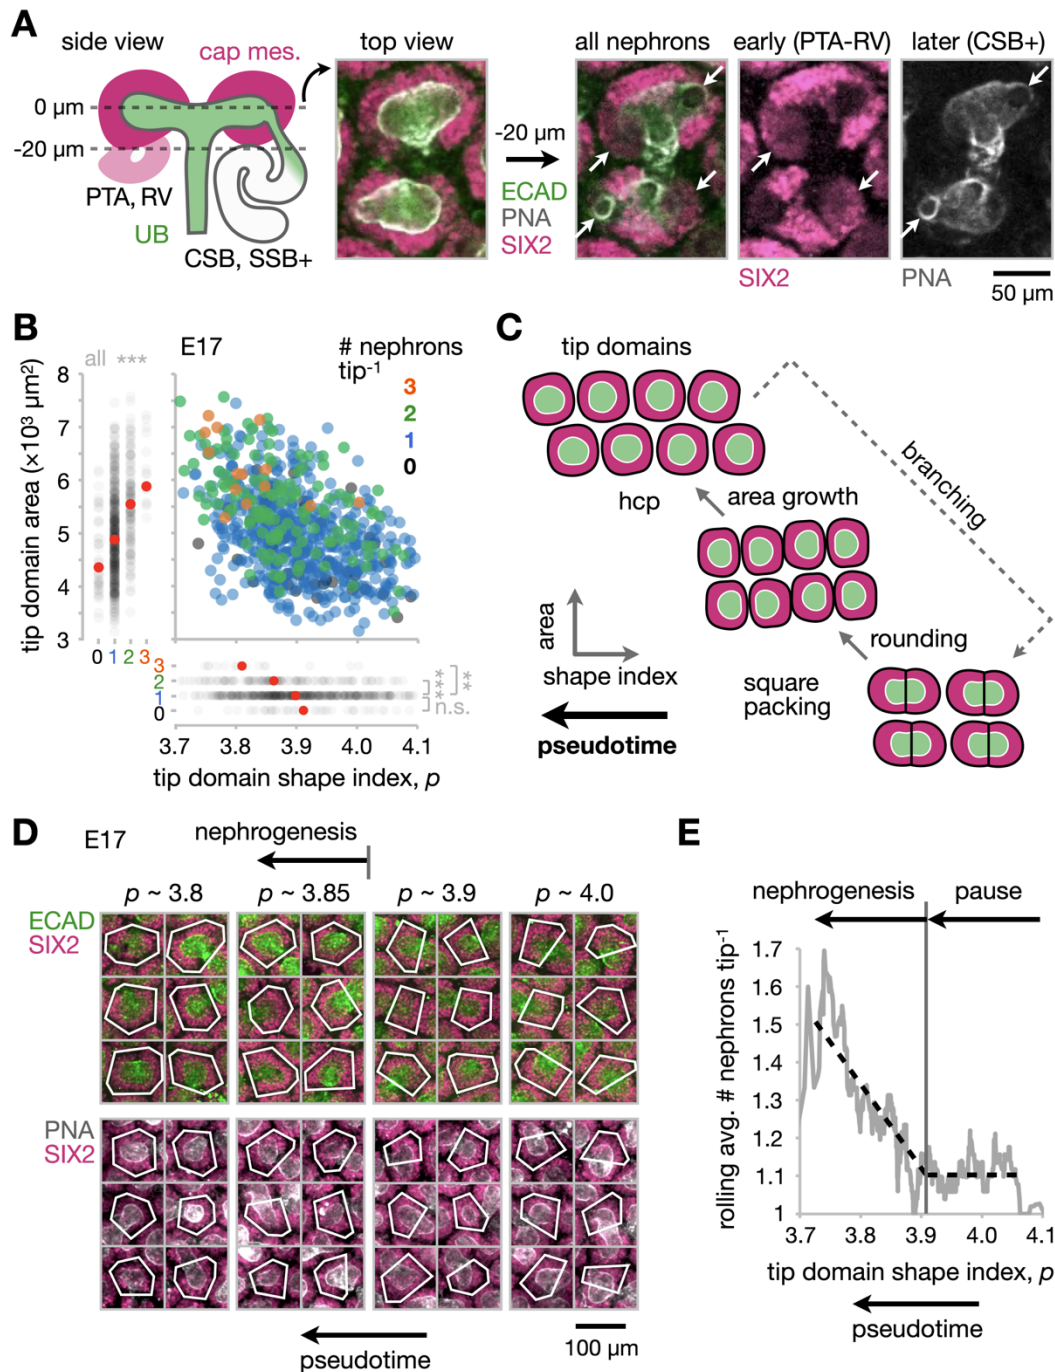 A
side view
cap mes.
top view
all nephrons
early (PTA-RV)
later (CSB+)
0 µm
-20 µm
-20 µm
PTA, RV
UB
CSB, SSB+
ECAD
PNA
SIX2
SIX2
PNA
50 µm
B
all
***
E17
# nephrons
tip-1
3
2
1
0
tip domain area (×10³ µm²)
8
7
6
5
4
3
0 1 2 3
3
2
1
0
***
**
n.s.
3.7 3.8 3.9 4.0 4.1
tip domain shape index, p
C
tip domains
hcp
area growth
branching
rounding
area
shape index
square
packing
pseudotime
D
E17
nephrogenesis
p ~ 3.8
p ~ 3.85
p ~ 3.9
p ~ 4.0
ECAD
SIX2
PNA
SIX2
100 µm
pseudotime
E
nephrogenesis
pause
rolling avg. # nephrons tip-1
1.7
1.6
1.5
1.4
1.3
1.2
1.1
1
3.7 3.8 3.9 4.0 4.1
tip domain shape index, p
pseudotime